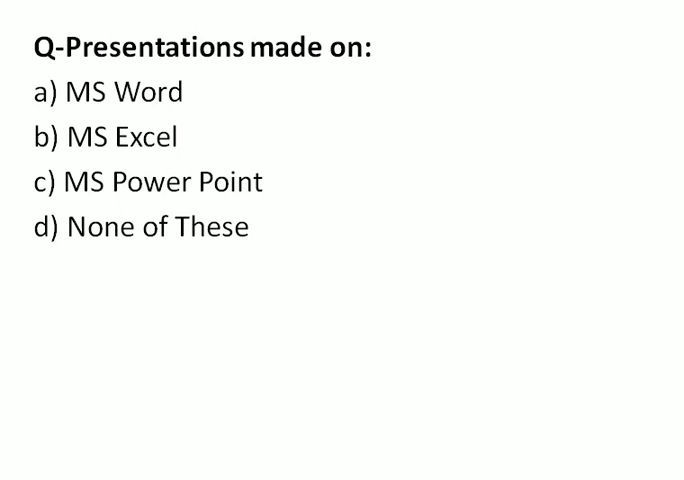 Q-Presentations made on:
a) MS Word
b) MS Excel
c) MS Power Point
d) None of These